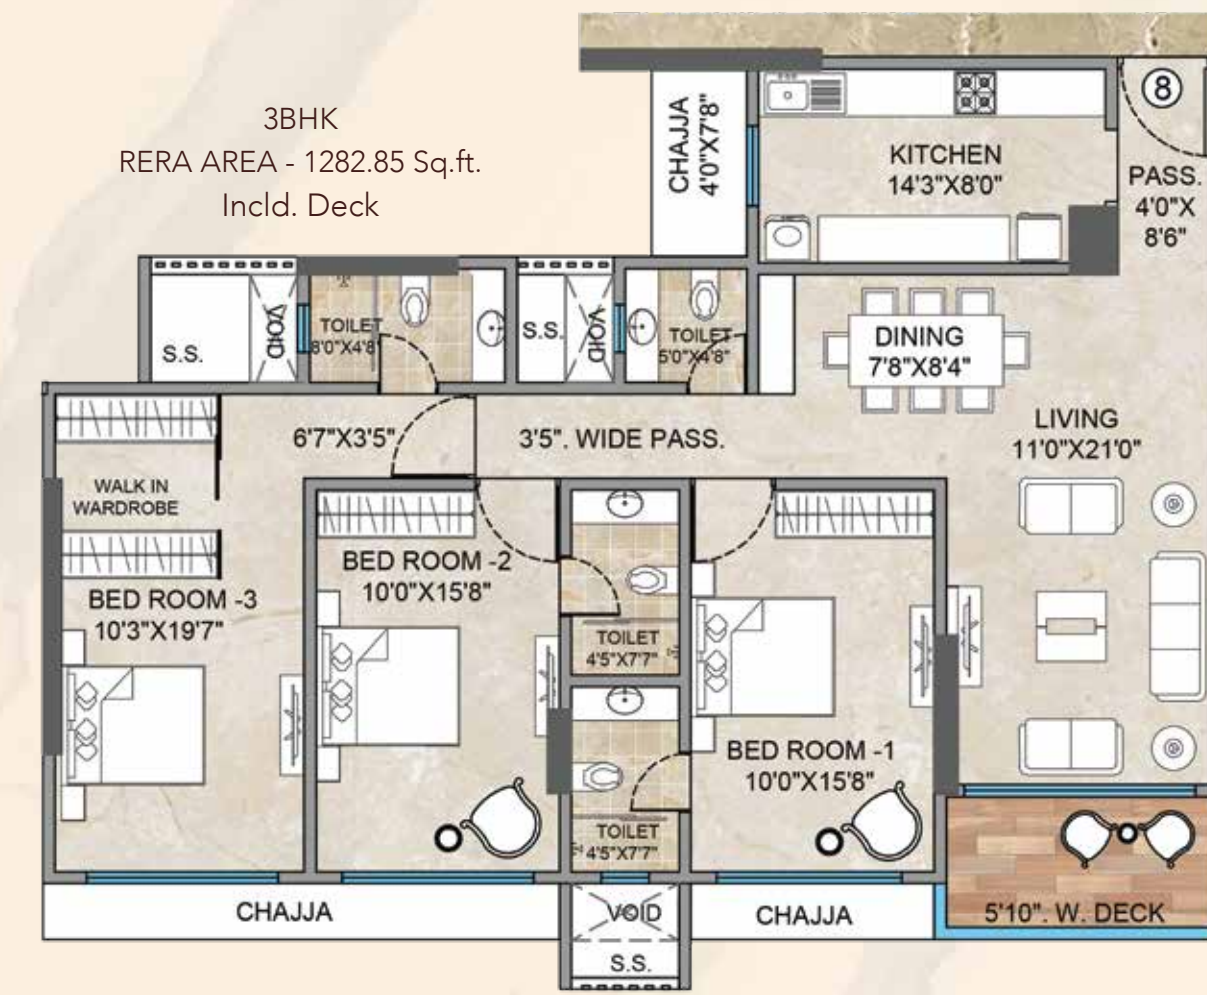 3BHK
RERA AREA - 1282.85 Sq.ft.
Incld. Deck
CHAJJA
4'0"X7'8"
KITCHEN
14'3"X8'0"
8
PASS.
4'0"X
8'6"
S.S.
VOID
TOILET
8'0"X4'8"
S.S.
VOID
TOILET
5'0"X4'8"
DINING
7'8"X8'4"
LIVING
11'0"X21'0"
6'7"X3'5"
3'5". WIDE PASS.
WALK IN
WARDROBE
BED ROOM -3
10'3"X19'7"
BED ROOM -2
10'0"X15'8"
TOILET
4'5"X7'7"
BED ROOM -1
10'0"X15'8"
TOILET
4'5"X7'7"
CHAJJA
VOID
S.S.
CHAJJA
5'10". W. DECK